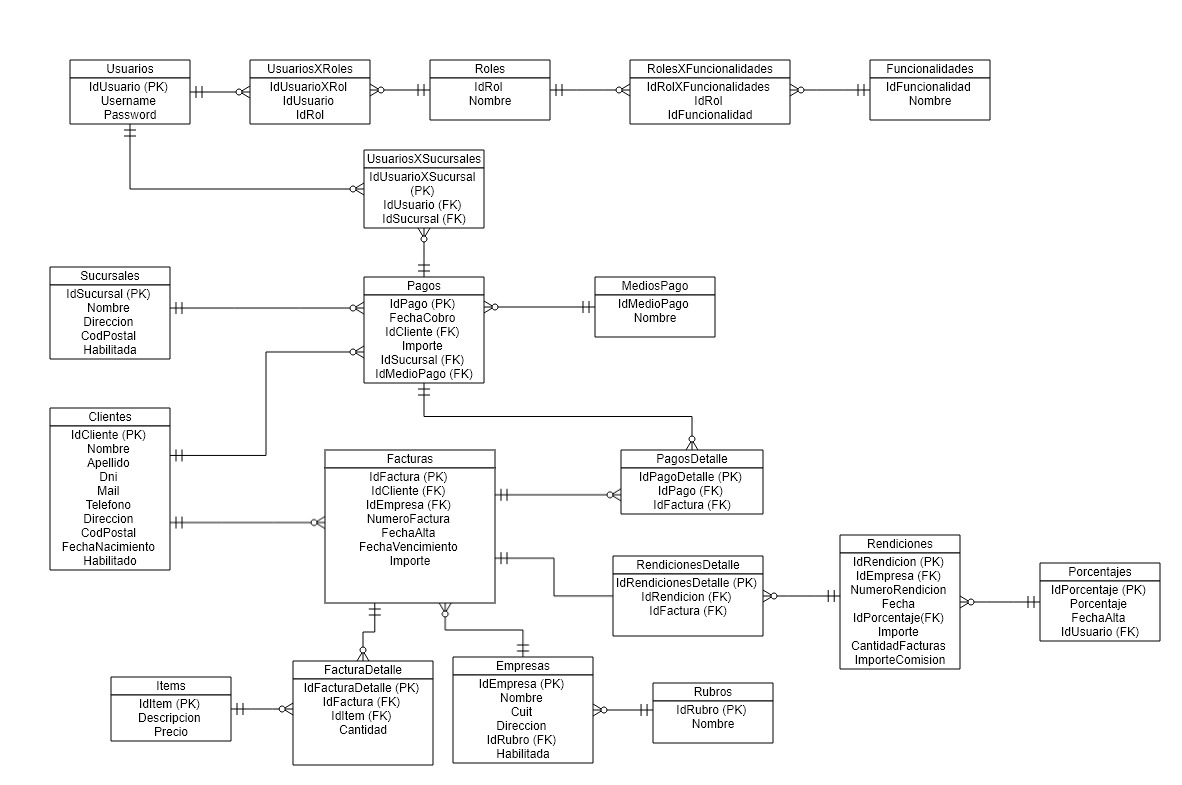 Usuarios
IdUsuario (PK)
Username
Password
UsuariosXRoles
IdUsuarioXRol
IdUsuario
IdRol
Roles
IdRol
Nombre
RolesXFuncionalidades
IdRolXFuncionalidades
IdRol
IdFuncionalidad
Funcionalidades
IdFuncionalidad
Nombre
UsuariosXSucursales
IdUsuarioXSucursal
(PK)
IdUsuario (FK)
IdSucursal (FK)
Sucursales
IdSucursal (PK)
Nombre
Direccion
CodPostal
Habilitada
Pagos
IdPago (PK)
FechaCobro
IdCliente (FK)
Importe
IdSucursal (FK)
IdMedioPago (FK)
MediosPago
IdMedioPago
Nombre
Clientes
IdCliente (PK)
Nombre
Apellido
Dni
Mail
Telefono
Direccion
CodPostal
FechaNacimiento
Habilitado
Facturas
IdFactura (PK)
IdCliente (FK)
IdEmpresa (FK)
NumeroFactura
FechaAlta
FechaVencimiento
Importe
PagosDetalle
IdPagoDetalle (PK)
IdPago (FK)
IdFactura (FK)
RendicionesDetalle
IdRendicionesDetalle (PK)
IdRendicion (FK)
IdFactura (FK)
Rendiciones
IdRendicion (PK)
IdEmpresa (FK)
NumeroRendicion
Fecha
IdPorcentaje(FK)
Importe
CantidadFacturas
ImporteComision
Porcentajes
IdPorcentaje (PK)
Porcentaje
FechaAlta
IdUsuario (FK)
Items
IdItem (PK)
Descripcion
Precio
FacturaDetalle
IdFacturaDetalle (PK)
IdFactura (FK)
IdItem (FK)
Cantidad
Empresas
IdEmpresa (PK)
Nombre
Cuit
Direccion
IdRubro (FK)
Habilitada
Rubros
IdRubro (PK)
Nombre